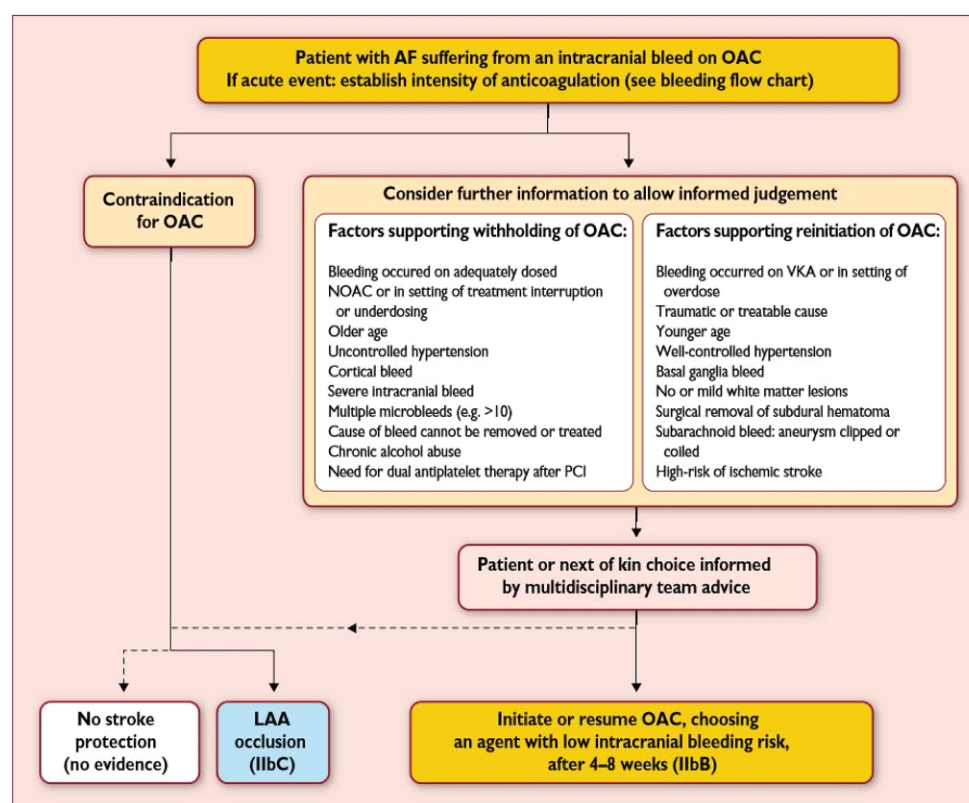 Patient with AF suffering from an intracranial bleed on OAC
If acute event: establish intensity of anticoagulation (see bleeding flow chart)
Contraindication
for OAC
Consider further information to allow informed judgement
Factors supporting withholding of OAC:
Bleeding occured on adequately dosed
NOAC or in setting of treatment interruption
or underdosing
Older age
Uncontrolled hypertension
Cortical bleed
Severe intracranial bleed
Multiple microbleeds (e.g. >10)
Cause of bleed cannot be removed or treated
Chronic alcohol abuse
Need for dual antiplatelet therapy after PCI
Factors supporting reinitiation of OAC:
Bleeding occurred on VKA or in setting of
overdose
Traumatic or treatable cause
Younger age
Well-controlled hypertension
Basal ganglia bleed
No or mild white matter lesions
Surgical removal of subdural hematoma
Subarachnoid bleed: aneurysm clipped or
coiled
High-risk of ischemic stroke
Patient or next of kin choice informed
by multidisciplinary team advice
No stroke
protection
(no evidence)
LAA
occlusion
(IIbC)
Initiate or resume OAC, choosing
an agent with low intracranial bleeding risk,
after 4–8 weeks (IIbB)